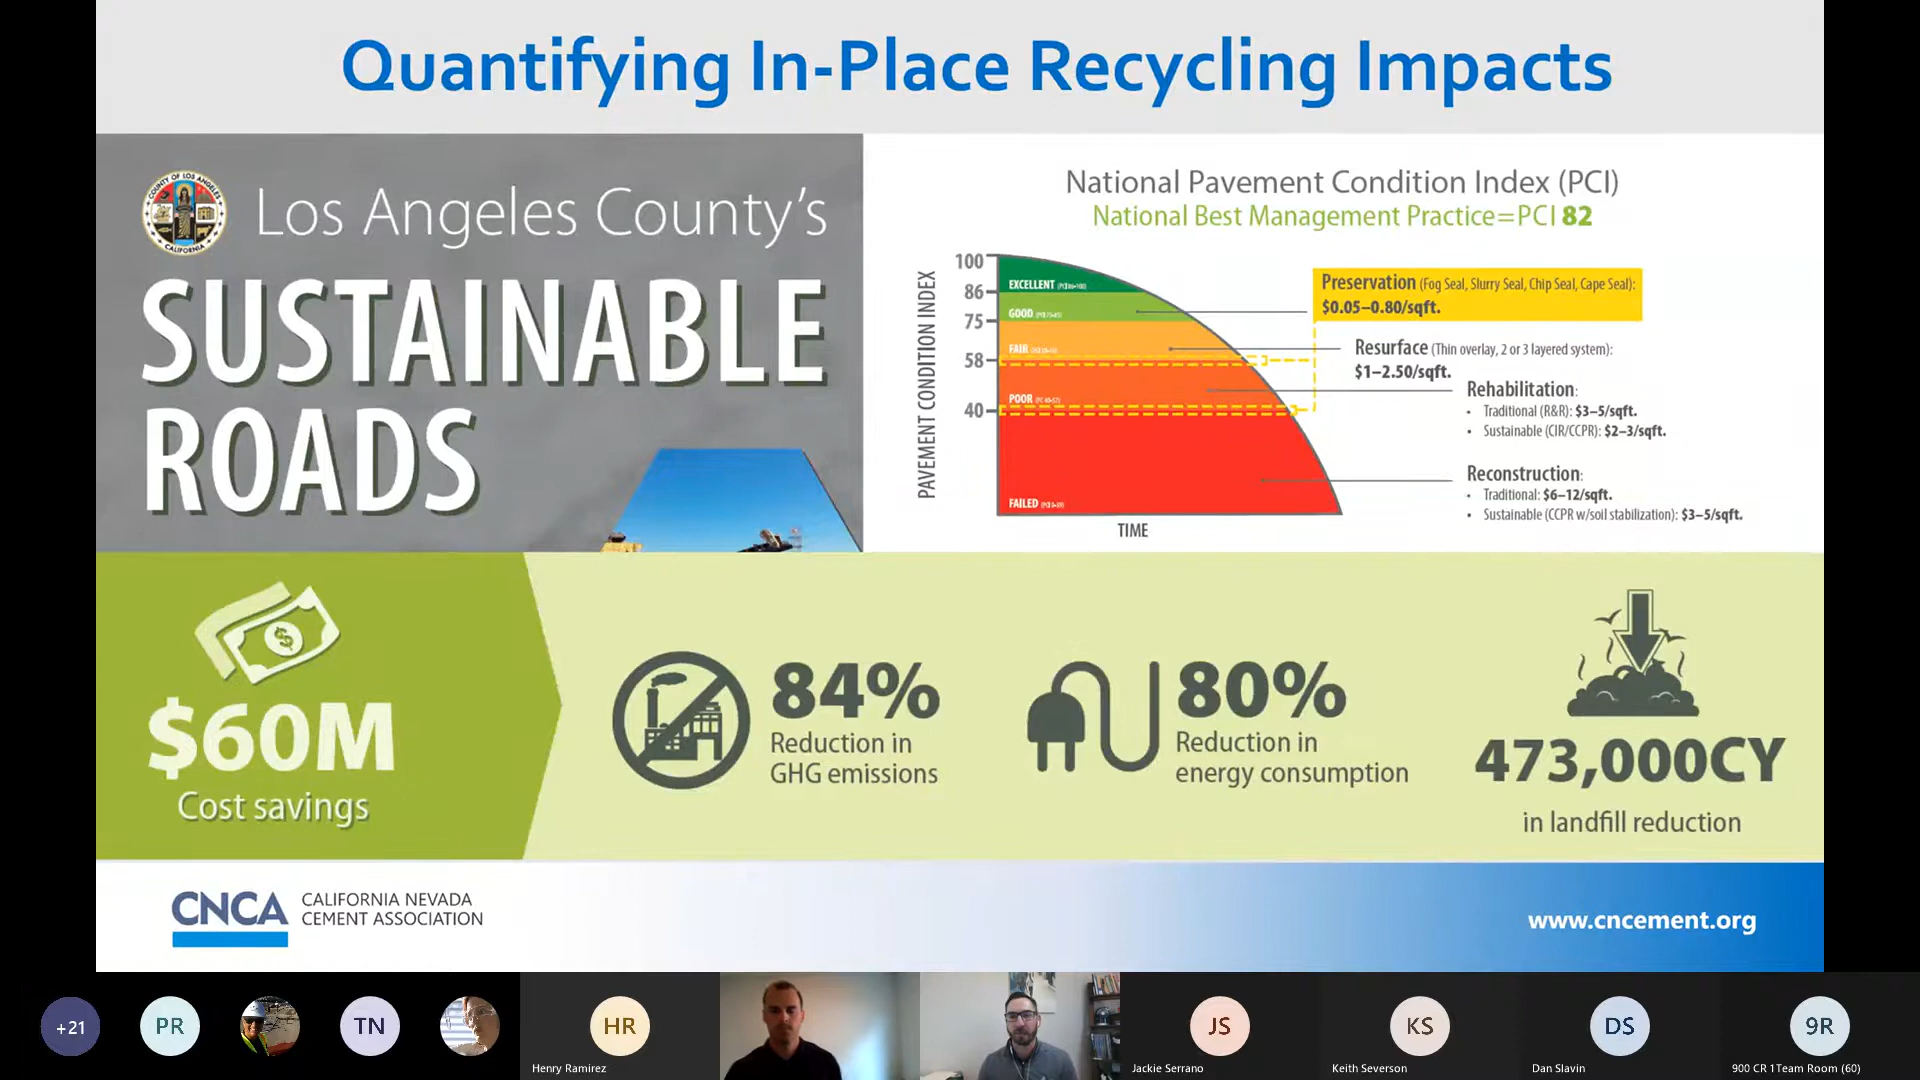 Quantifying In-Place Recycling Impacts
COUNTY OF LOS ANGELES
CALIFORNIA
Los Angeles County's
SUSTAINABLE
ROADS
National Pavement Condition Index (PCI)
National Best Management Practice=PCI 82
PAVEMENT CONDITION INDEX
100
86
75
58
40
EXCELLENT
GOOD
FAIR
POOR
FAILED
TIME
Preservation (Fog Seal, Slurry Seal, Chip Seal, Cape Seal):
$0.05–0.80/sqft.
Resurface (Thin overlay, 2 or 3 layered system):
$1–2.50/sqft.
Rehabilitation:
• Traditional (R&R): $3–5/sqft.
• Sustainable (CIR/CCPR): $2–3/sqft.
Reconstruction:
• Traditional: $6–12/sqft.
• Sustainable (CCPR w/soil stabilization): $3–5/sqft.
$60M
Cost savings
84%
Reduction in
GHG emissions
80%
Reduction in
energy consumption
473,000CY
in landfill reduction
CNCA
CALIFORNIA NEVADA
CEMENT ASSOCIATION
www.cncement.org
+21
PR
TN
HR
JS
KS
DS
9R
Henry Ramirez
Jackie Serrano
Keith Severson
Dan Slavin
900 CR 1Team Room (60)